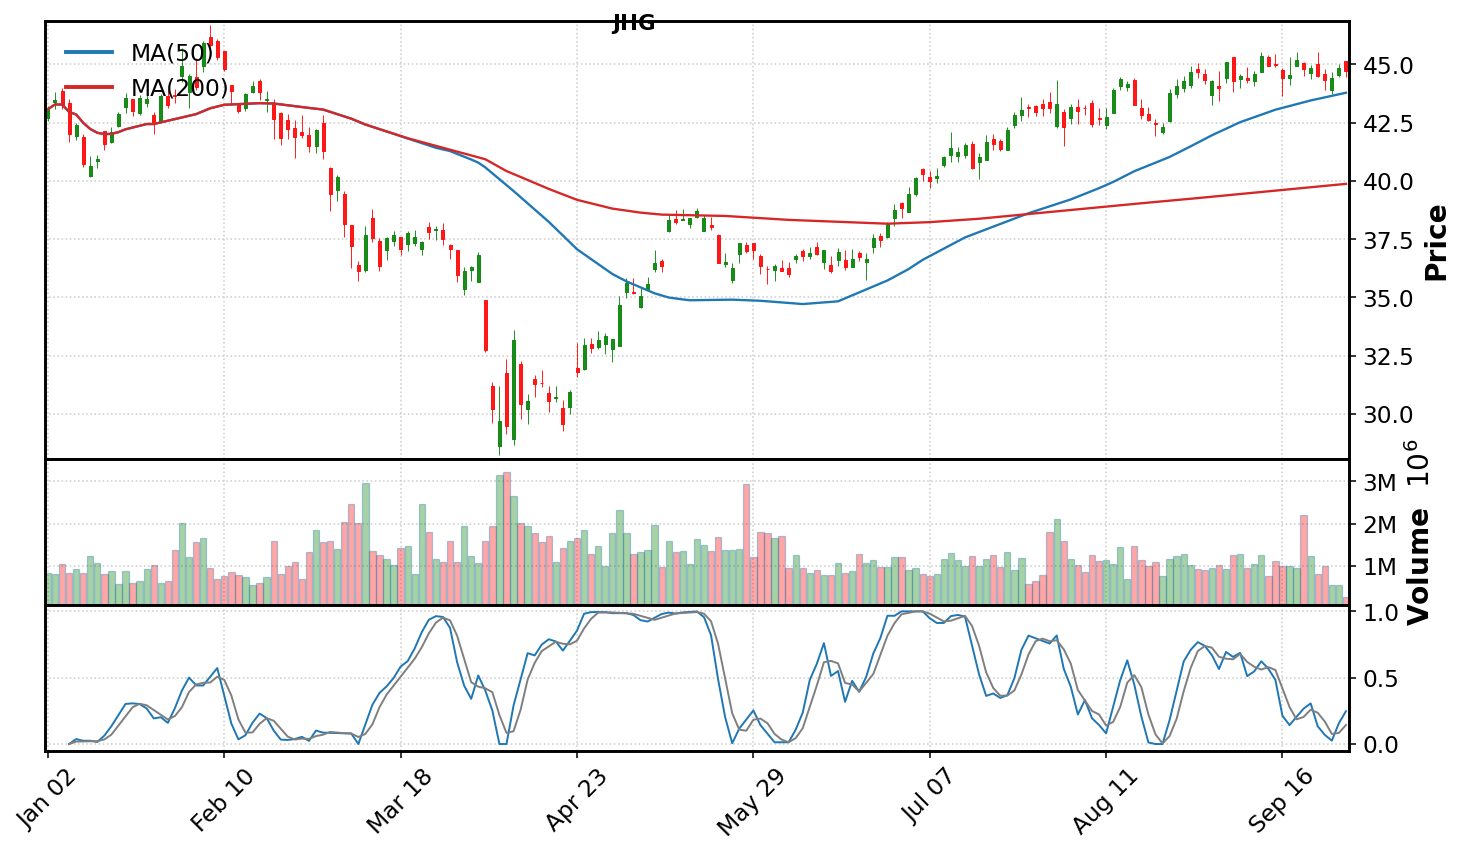 JHG
MA(50)
MA(200)
45.0
42.5
40.0
37.5
35.0
32.5
30.0
Price
3M
2M
1M
Volume 10⁶
1.0
0.5
0.0
Jan 02
Feb 10
Mar 18
Apr 23
May 29
Jul 07
Aug 11
Sep 16